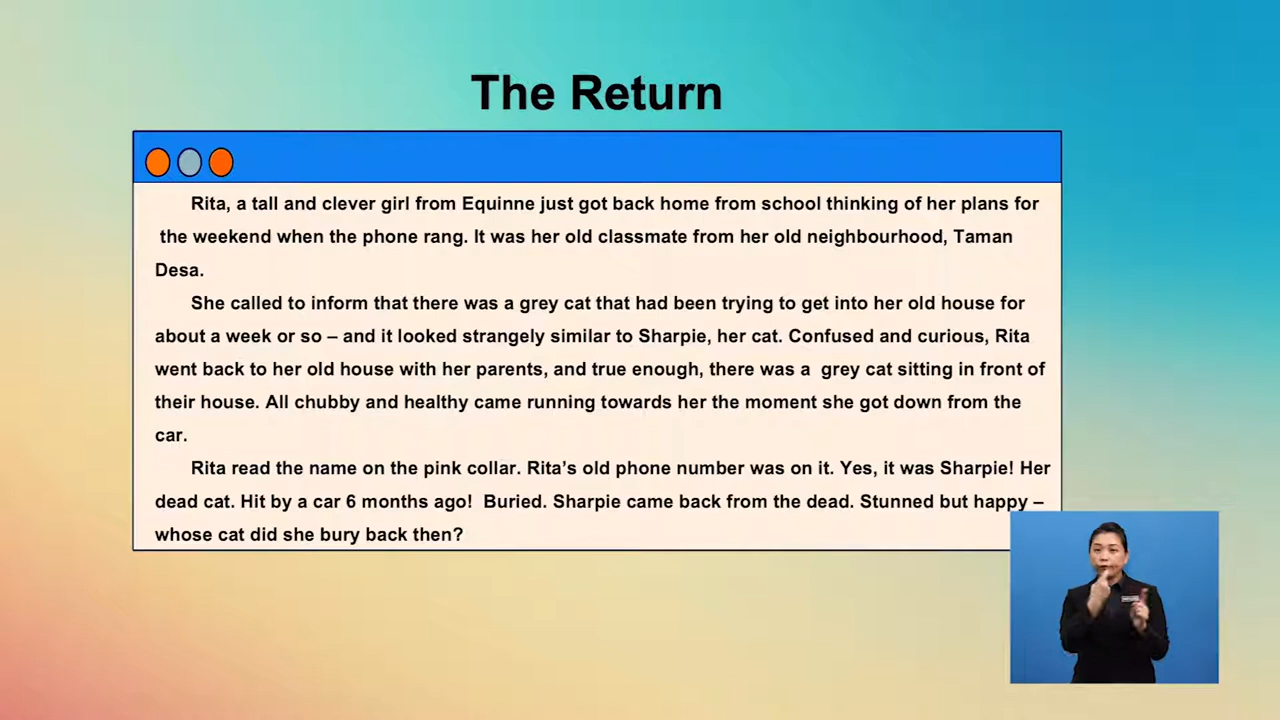 The Return
Rita, a tall and clever girl from Equinne just got back home from school thinking of her plans for
the weekend when the phone rang. It was her old classmate from her old neighbourhood, Taman
Desa.
She called to inform that there was a grey cat that had been trying to get into her old house for
about a week or so – and it looked strangely similar to Sharpie, her cat. Confused and curious, Rita
went back to her old house with her parents, and true enough, there was a grey cat sitting in front of
their house. All chubby and healthy came running towards her the moment she got down from the
car.
Rita read the name on the pink collar. Rita’s old phone number was on it. Yes, it was Sharpie! Her
dead cat. Hit by a car 6 months ago! Buried. Sharpie came back from the dead. Stunned but happy –
whose cat did she bury back then?